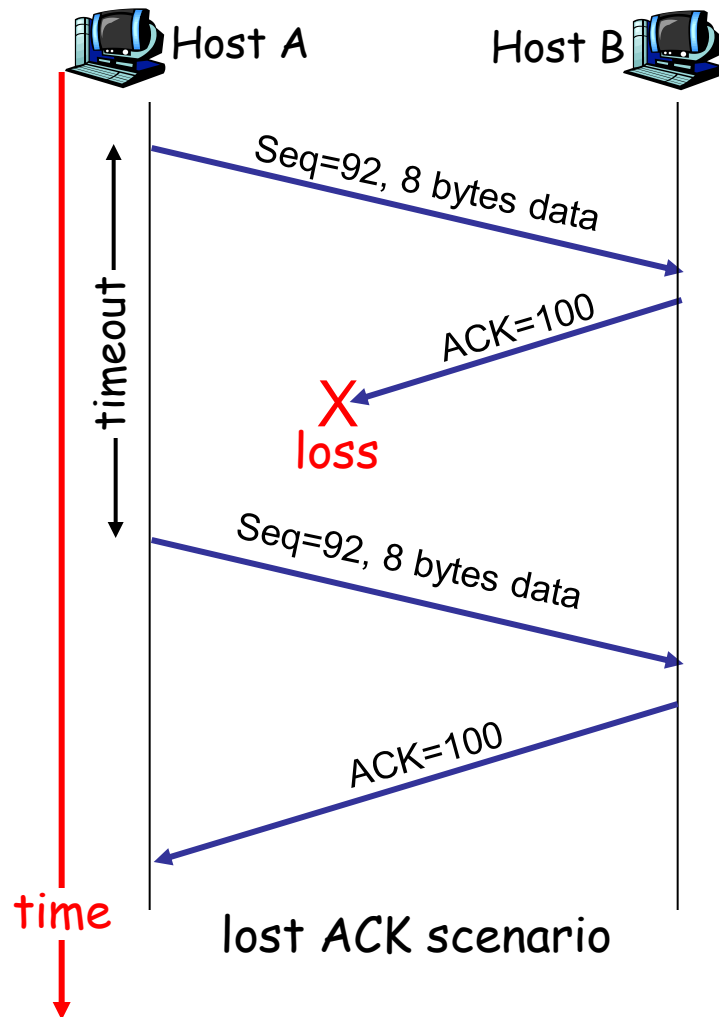 Host A
Host B
Seq=92, 8 bytes data
timeout
ACK=100
X
loss
Seq=92, 8 bytes data
ACK=100
time
lost ACK scenario